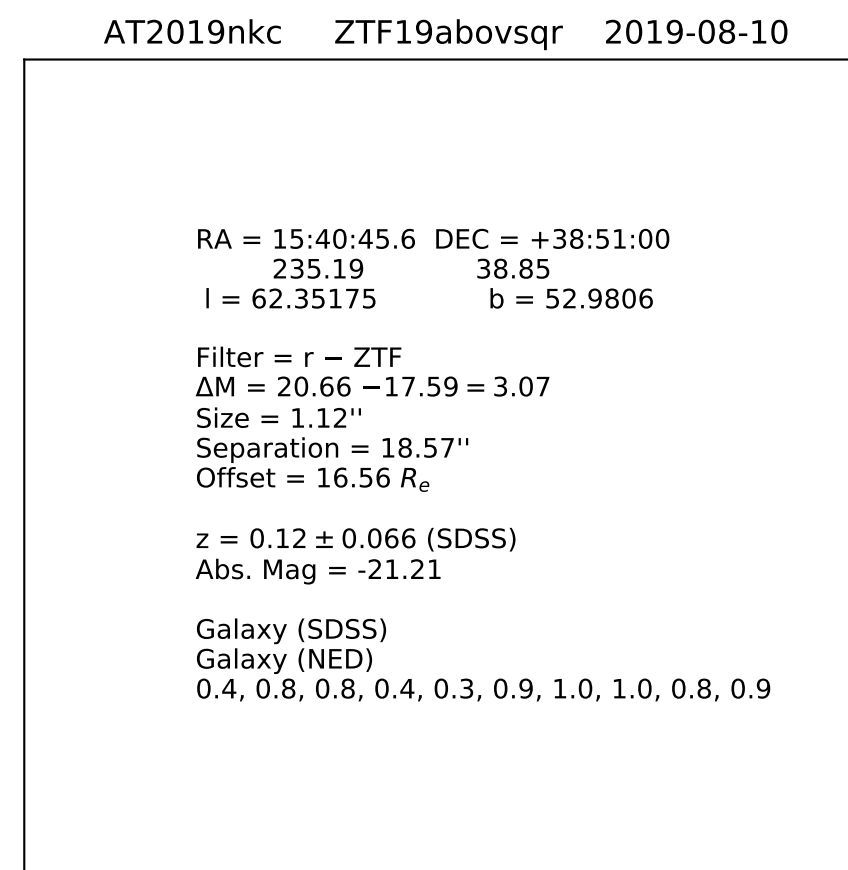 AT2019nkc ZTF19abovsqr 2019-08-10
RA = 15:40:45.6 DEC = +38:51:00
235.19 38.85
l = 62.35175 b = 52.9806
Filter = r − ZTF
ΔM = 20.66 −17.59 = 3.07
Size = 1.12''
Separation = 18.57''
Offset = 16.56 Rₑ
z = 0.12 ± 0.066 (SDSS)
Abs. Mag = -21.21
Galaxy (SDSS)
Galaxy (NED)
0.4, 0.8, 0.8, 0.4, 0.3, 0.9, 1.0, 1.0, 0.8, 0.9